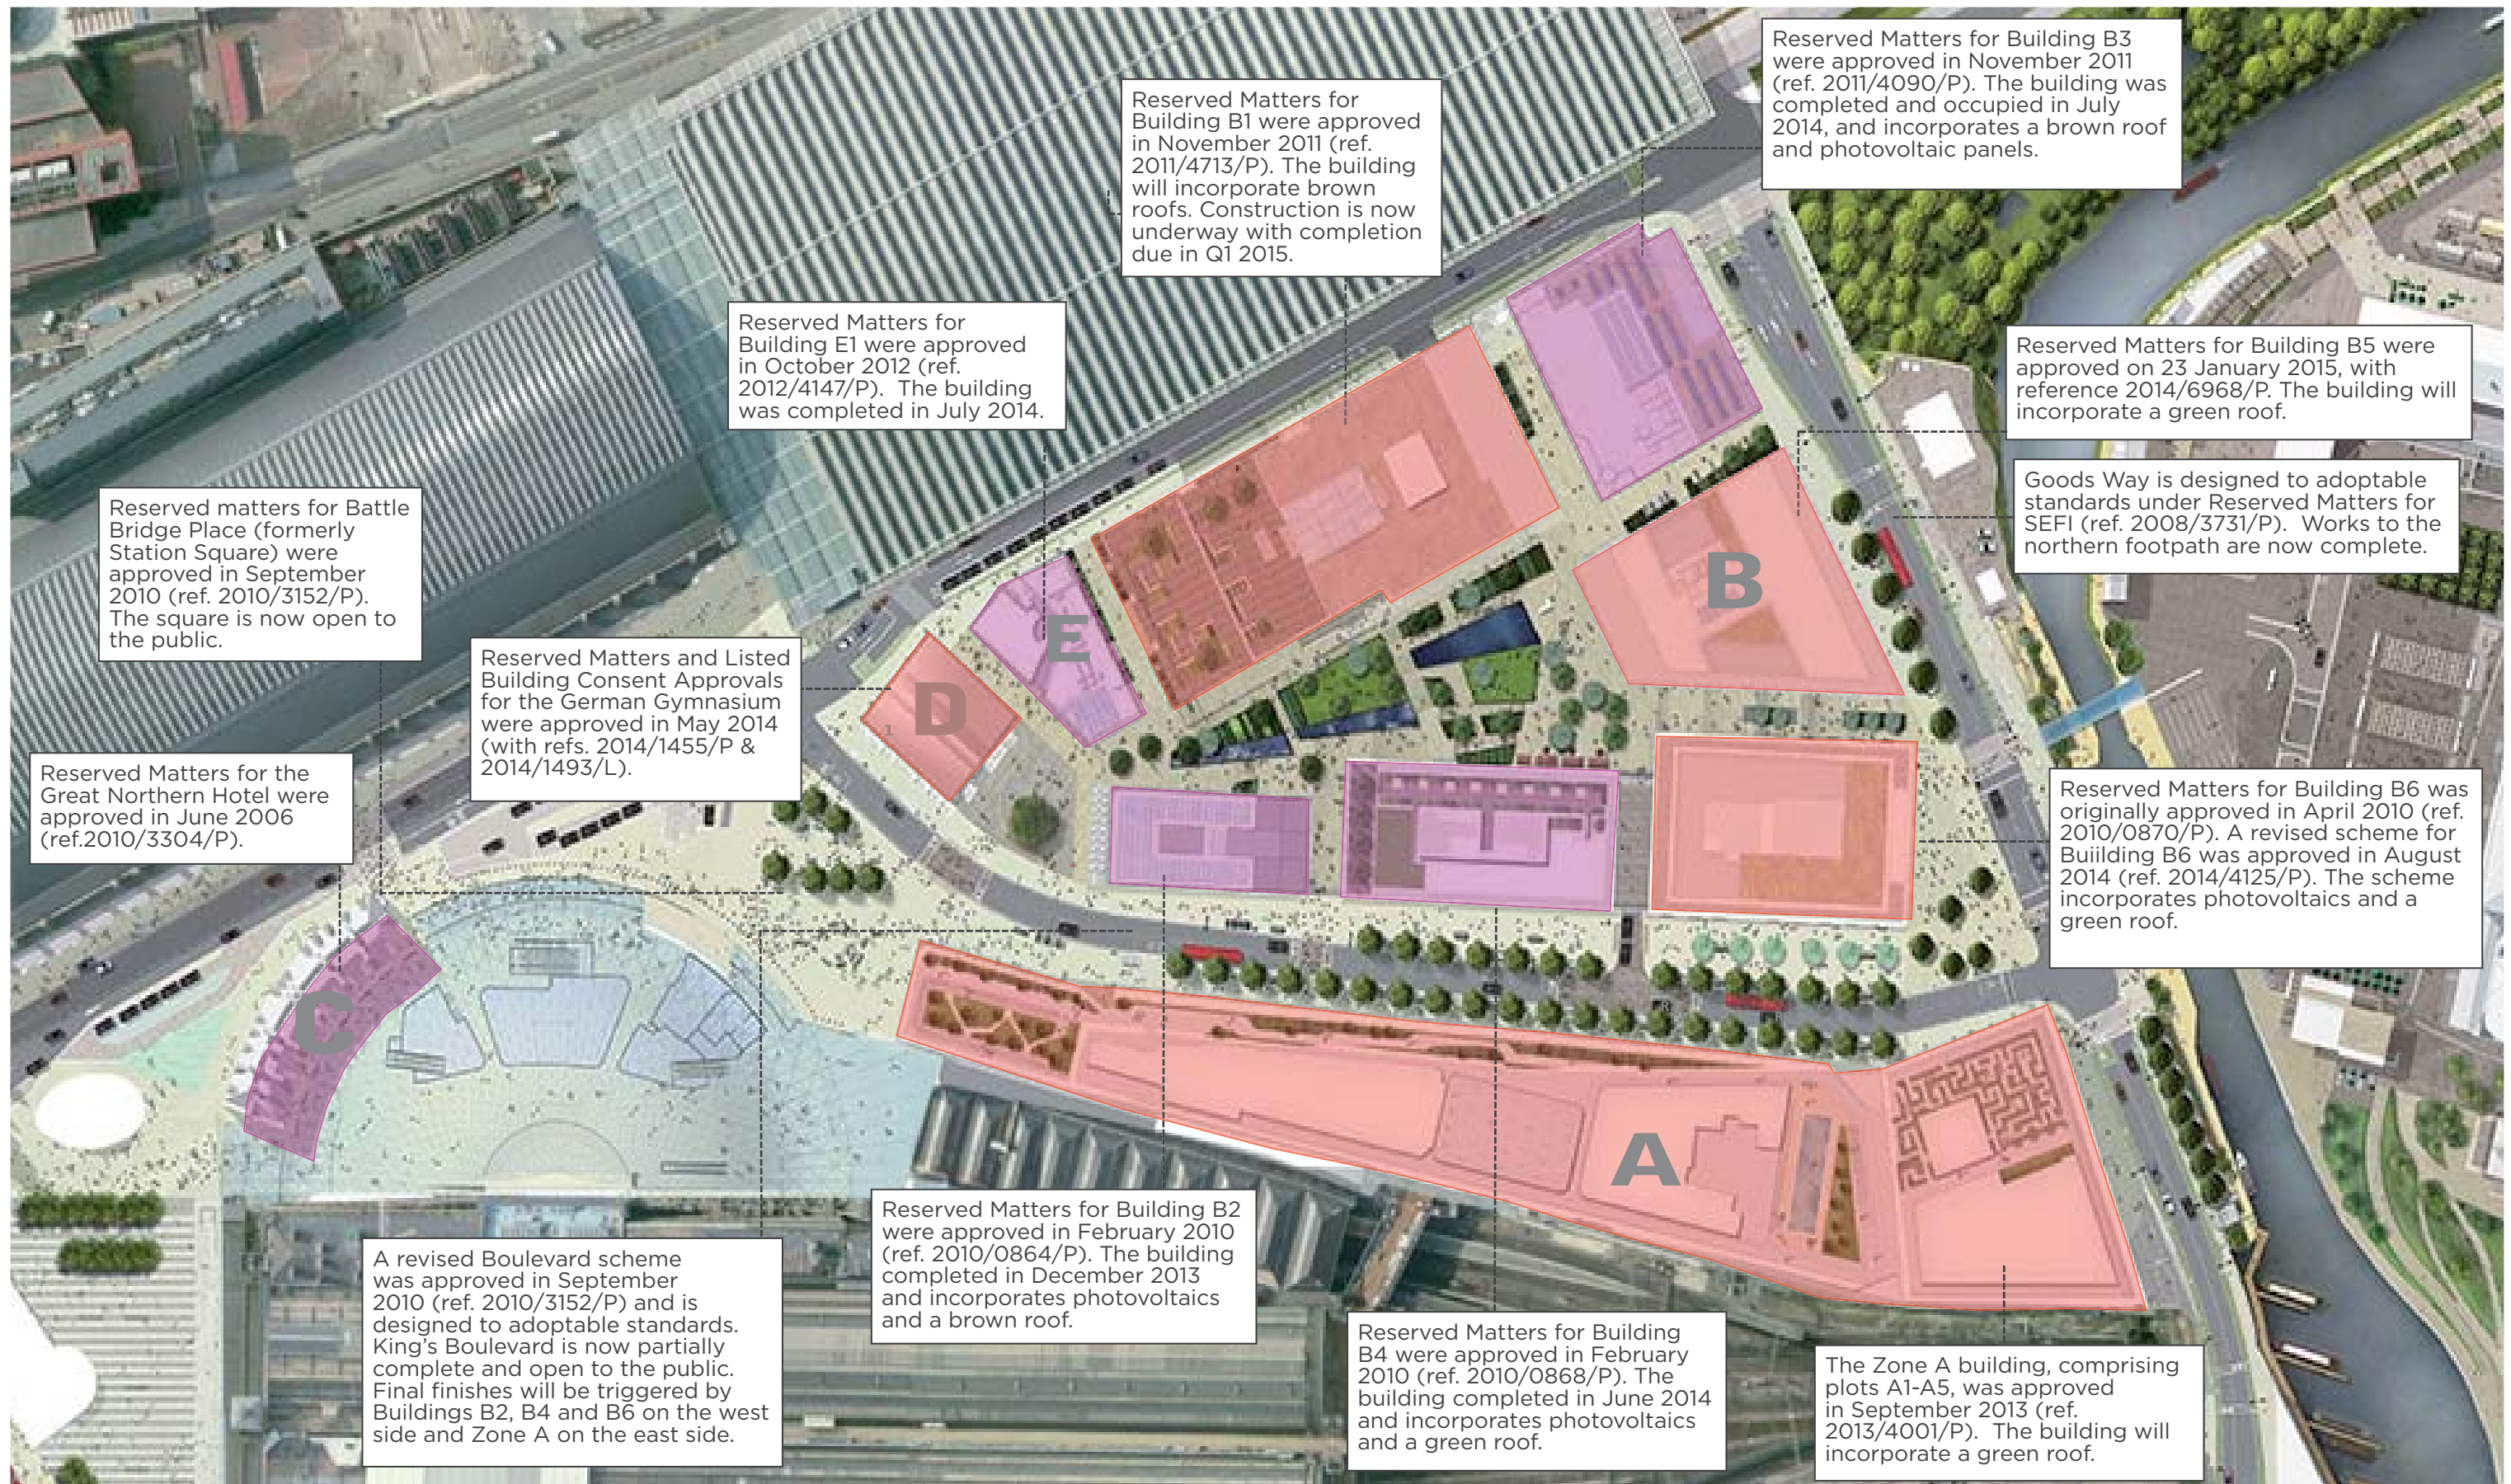 Reserved Matters for Building B3
were approved in November 2011
(ref. 2011/4090/P). The building was
completed and occupied in July
2014, and incorporates a brown roof
and photovoltaic panels.
Reserved Matters for
Building B1 were approved
in November 2011 (ref.
2011/4713/P). The building
will incorporate brown
roofs. Construction is now
underway with completion
due in Q1 2015.
Reserved Matters for
Building E1 were approved
in October 2012 (ref.
2012/4147/P). The building
was completed in July 2014.
Reserved Matters for Building B5 were
approved on 23 January 2015, with
reference 2014/6968/P. The building will
incorporate a green roof.
Goods Way is designed to adoptable
standards under Reserved Matters for
SEFI (ref. 2008/3731/P). Works to the
northern footpath are now complete.
Reserved matters for Battle
Bridge Place (formerly
Station Square) were
approved in September
2010 (ref. 2010/3152/P).
The square is now open to
the public.
Reserved Matters and Listed
Building Consent Approvals
for the German Gymnasium
were approved in May 2014
(with refs. 2014/1455/P &
2014/1493/L).
Reserved Matters for the
Great Northern Hotel were
approved in June 2006
(ref.2010/3304/P).
B
E
D
C
A
Reserved Matters for Building B6 was
originally approved in April 2010 (ref.
2010/0870/P). A revised scheme for
Buiilding B6 was approved in August
2014 (ref. 2014/4125/P). The scheme
incorporates photovoltaics and a
green roof.
A revised Boulevard scheme
was approved in September
2010 (ref. 2010/3152/P) and is
designed to adoptable standards.
King's Boulevard is now partially
complete and open to the public.
Final finishes will be triggered by
Buildings B2, B4 and B6 on the west
side and Zone A on the east side.
Reserved Matters for Building B2
were approved in February 2010
(ref. 2010/0864/P). The building
completed in December 2013
and incorporates photovoltaics
and a brown roof.
Reserved Matters for Building
B4 were approved in February
2010 (ref. 2010/0868/P). The
building completed in June 2014
and incorporates photovoltaics
and a green roof.
The Zone A building, comprising
plots A1-A5, was approved
in September 2013 (ref.
2013/4001/P). The building will
incorporate a green roof.